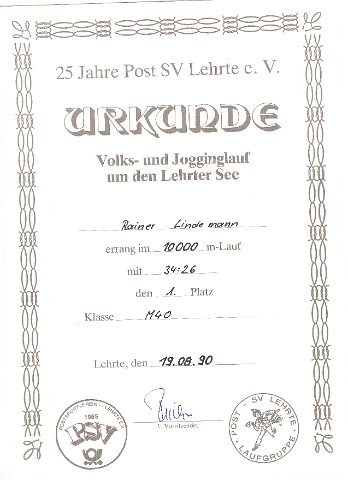 25 Jahre Post SV Lehrte e. V.
URKUNDE
Volks- und Jogginglauf
um den Lehrter See
Rainer Lindemann
errang im 10000 m-Lauf
mit 34:26
den 1. Platz
Klasse M40
Lehrte, den 19.08.90
1. Vorsitzender
1965
PSV
POST - SV LEHRTE
LAUFGRUPPE